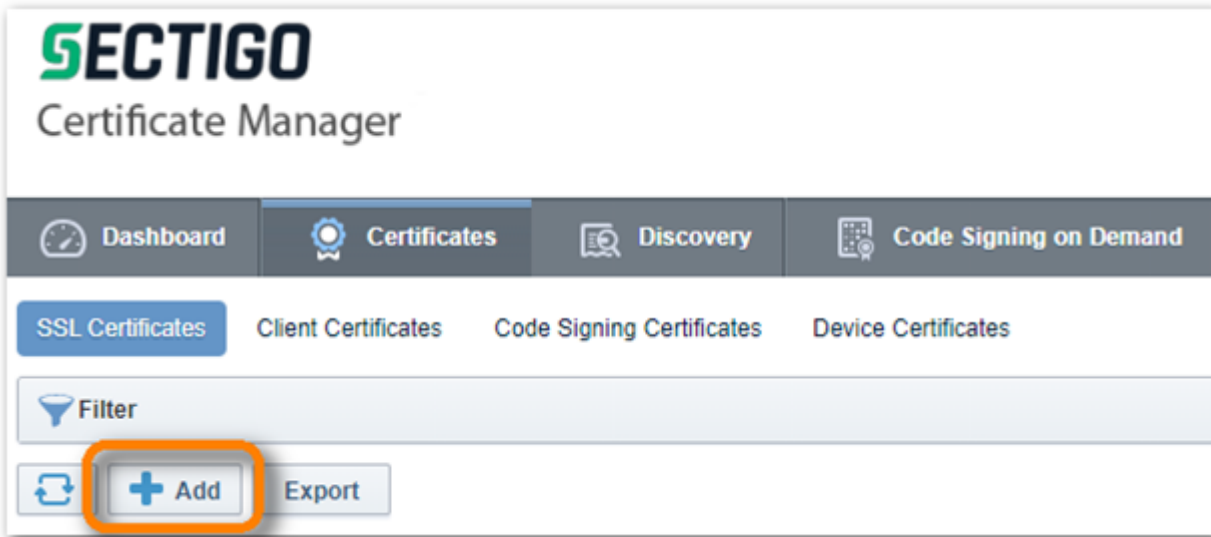 SECTIGO
Certificate Manager
Dashboard Certificates Discovery Code Signing on Demand
SSL Certificates Client Certificates Code Signing Certificates Device Certificates
Filter
Add Export